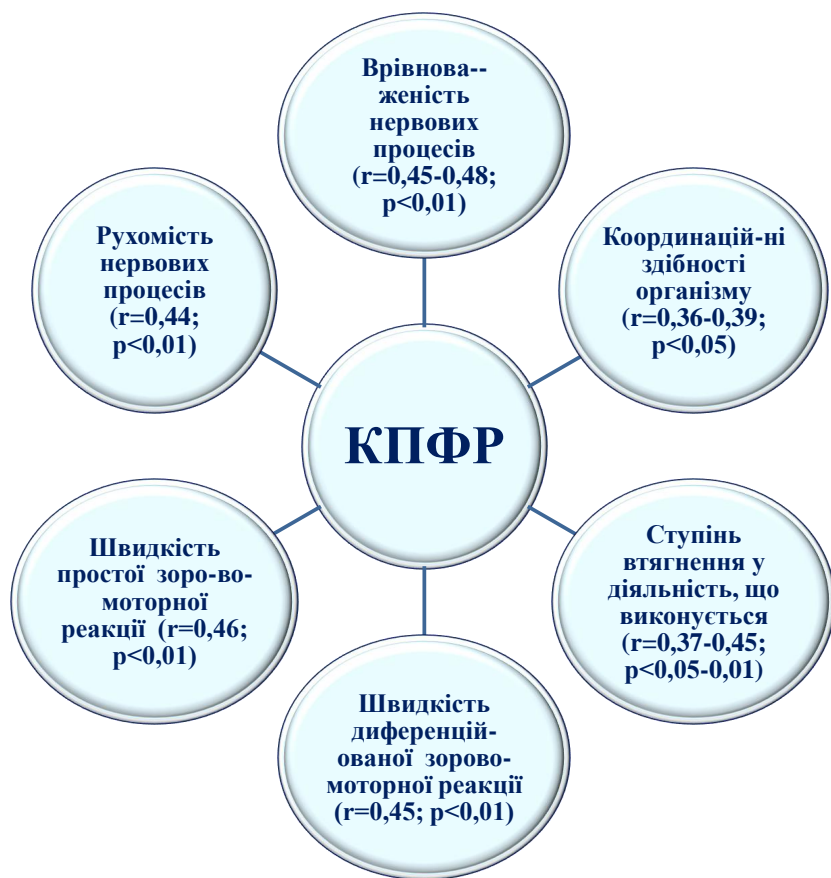 Врівнова--
женість
нервових
процесів
(r=0,45-0,48;
p<0,01)
Рухомість
нервових
процесів
(r=0,44;
p<0,01)
Координацій-ні
здібності
організму
(r=0,36-0,39;
p<0,05)
КПФР
Швидкість
простої зоро-во-
моторної
реакції (r=0,46;
p<0,01)
Ступінь
втягнення у
діяльність, що
виконується
(r=0,37-0,45;
p<0,05-0,01)
Швидкість
диференцій-
ованої зорово-
моторної реакції
(r=0,45; p<0,01)